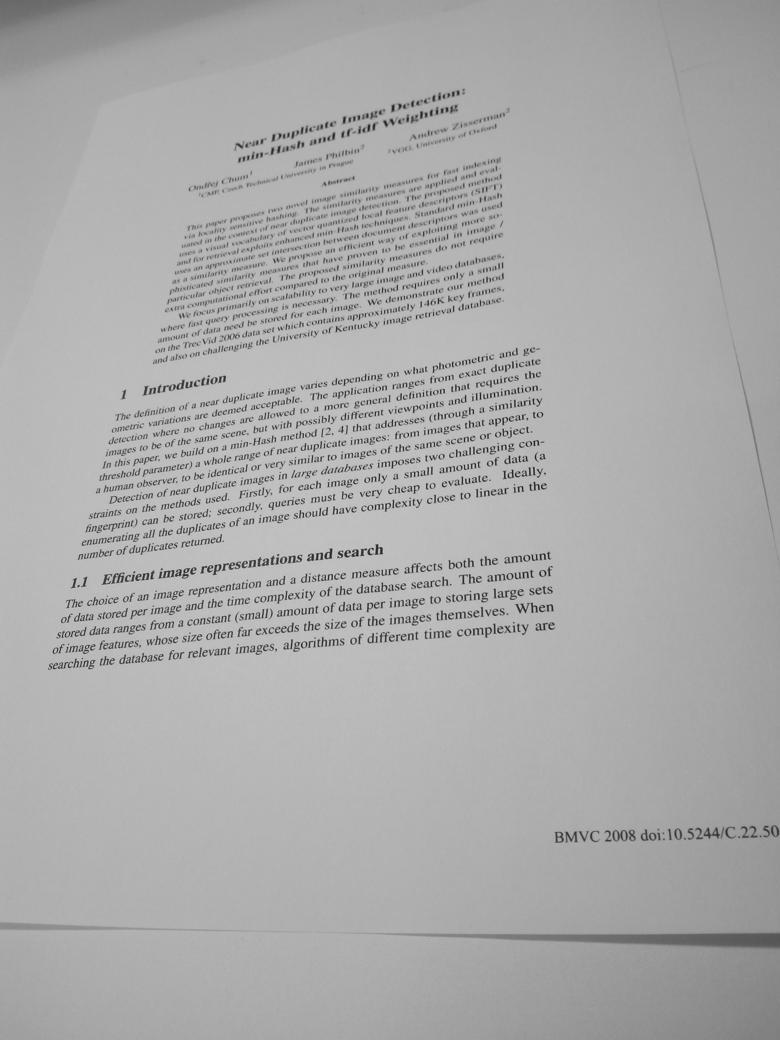 Near Duplicate Image Detection:
min-Hash and tf-idf Weighting
Ondřej Chum1 James Philbin2 Andrew Zisserman2
1CMP, Czech Technical University in Prague 2VGG, University of Oxford
Abstract
This paper proposes two novel image similarity measures for fast indexing
via locality sensitive hashing. The similarity measures are applied and eval-
uated in the context of near duplicate image detection. The proposed method
uses a visual vocabulary of vector quantized local feature descriptors (SIFT)
and for retrieval exploits enhanced min-Hash techniques. Standard min-Hash
uses an approximate set intersection between document descriptors was used
as a similarity measure. We propose an efficient way of exploiting more so-
phisticated similarity measures that have proven to be essential in image /
particular object retrieval. The proposed similarity measures do not require
extra computational effort compared to the original measure.
We focus primarily on scalability to very large image and video databases,
where fast query processing is necessary. The method requires only a small
amount of data need be stored for each image. We demonstrate our method
on the TrecVid 2006 data set which contains approximately 146K key frames,
and also on challenging the University of Kentucky image retrieval database.
1 Introduction
The definition of a near duplicate image varies depending on what photometric and ge-
ometric variations are deemed acceptable. The application ranges from exact duplicate
detection where no changes are allowed to a more general definition that requires the
images to be of the same scene, but with possibly different viewpoints and illumination.
In this paper, we build on a min-Hash method [2, 4] that addresses (through a similarity
threshold parameter) a whole range of near duplicate images: from images that appear, to
a human observer, to be identical or very similar to images of the same scene or object.
Detection of near duplicate images in large databases imposes two challenging con-
straints on the methods used. Firstly, for each image only a small amount of data (a
fingerprint) can be stored; secondly, queries must be very cheap to evaluate. Ideally,
enumerating all the duplicates of an image should have complexity close to linear in the
number of duplicates returned.
1.1 Efficient image representations and search
The choice of an image representation and a distance measure affects both the amount
of data stored per image and the time complexity of the database search. The amount of
stored data ranges from a constant (small) amount of data per image to storing large sets
of image features, whose size often far exceeds the size of the images themselves. When
searching the database for relevant images, algorithms of different time complexity are
BMVC 2008 doi:10.5244/C.22.50